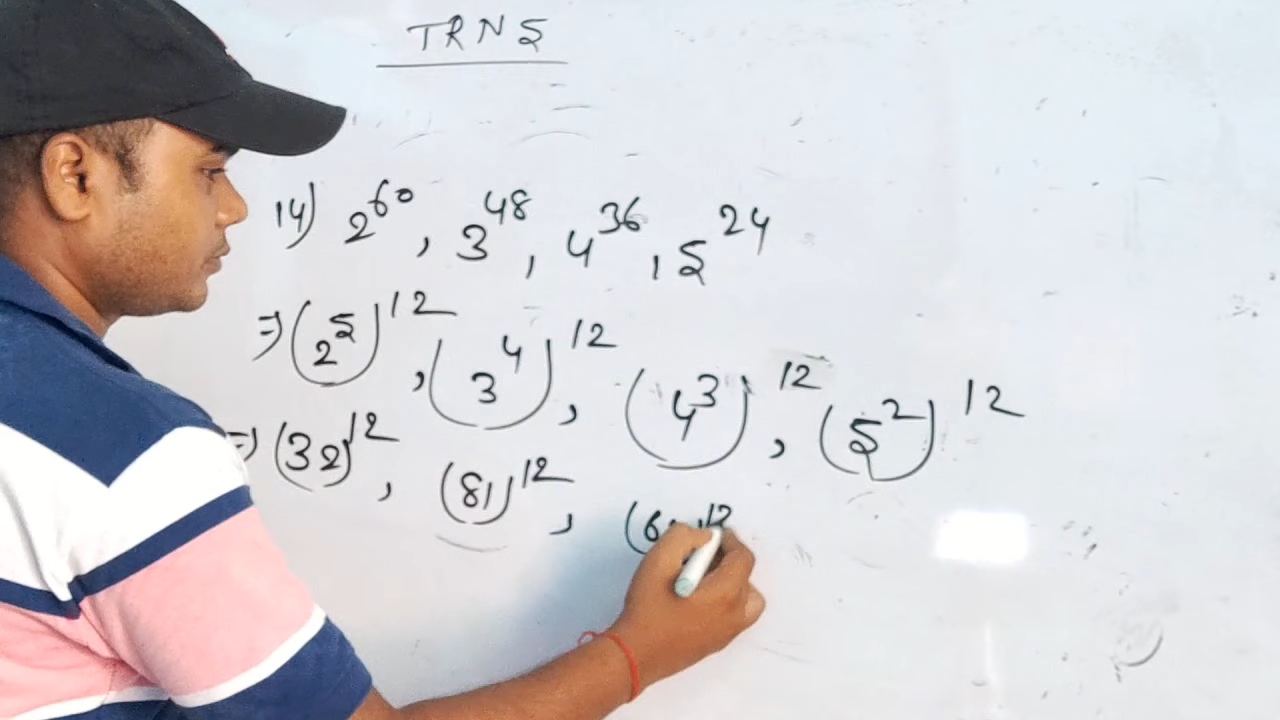 TRNS
14) 2^60, 3^48, 4^36, 5^24
=) (2^5)^12, (3^4)^12, (4^3)^12, (5^2)^12
=) (32)^12, (81)^12, (6